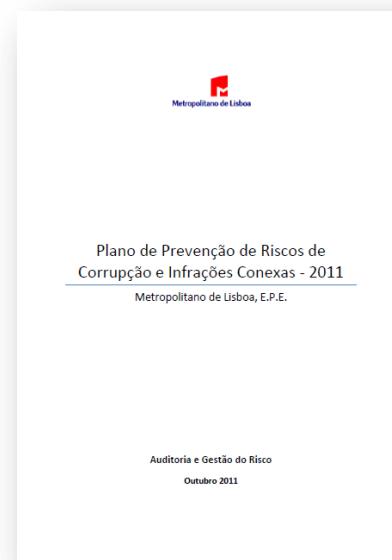 Metropolitano de Lisboa
Plano de Prevenção de Riscos de
Corrupção e Infrações Conexas - 2011
Metropolitano de Lisboa, E.P.E.
Auditoria e Gestão do Risco
Outubro 2011